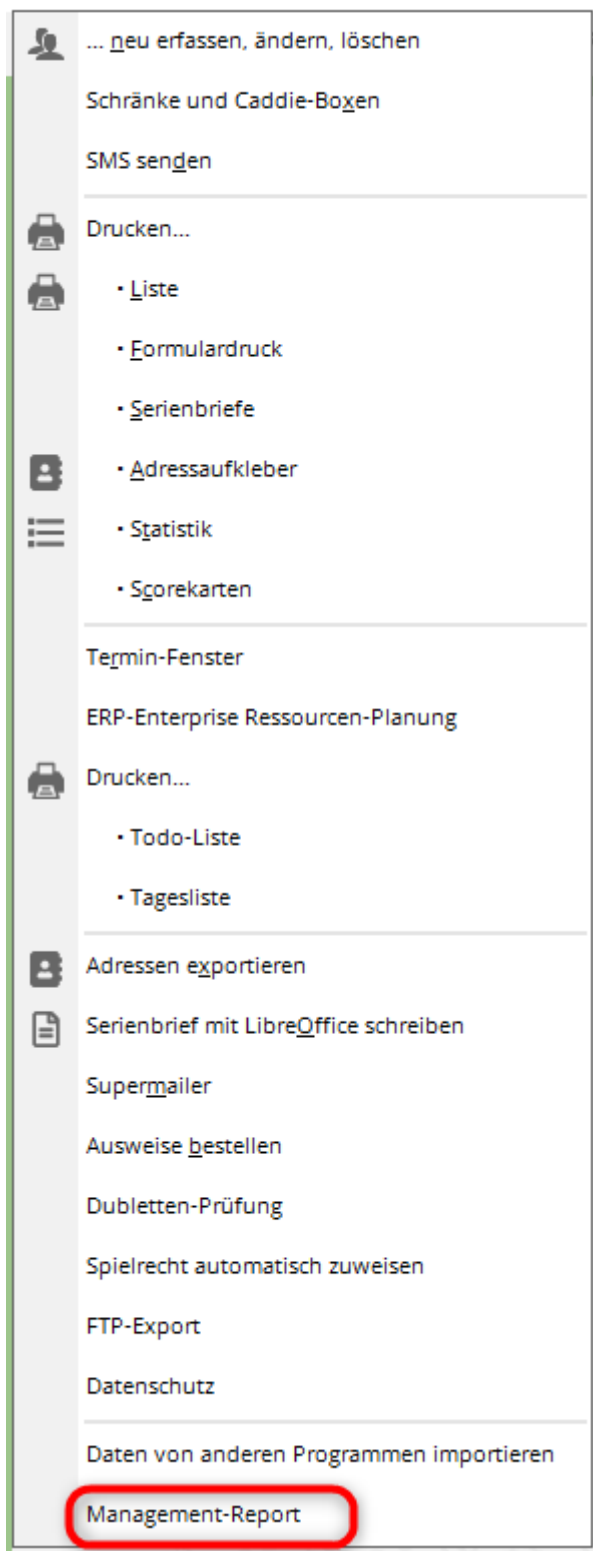 ... neu erfassen, ändern, löschen
Schränke und Caddie-Boxen
SMS senden
Drucken...
• Liste
• Formulardruck
• Serienbriefe
• Adressaufkleber
• Statistik
• Scorekarten
Termin-Fenster
ERP-Enterprise Ressourcen-Planung
Drucken...
• Todo-Liste
• Tagesliste
Adressen exportieren
Serienbrief mit LibreOffice schreiben
Supermailer
Ausweise bestellen
Dubletten-Prüfung
Spielrecht automatisch zuweisen
FTP-Export
Datenschutz
Daten von anderen Programmen importieren
Management-Report